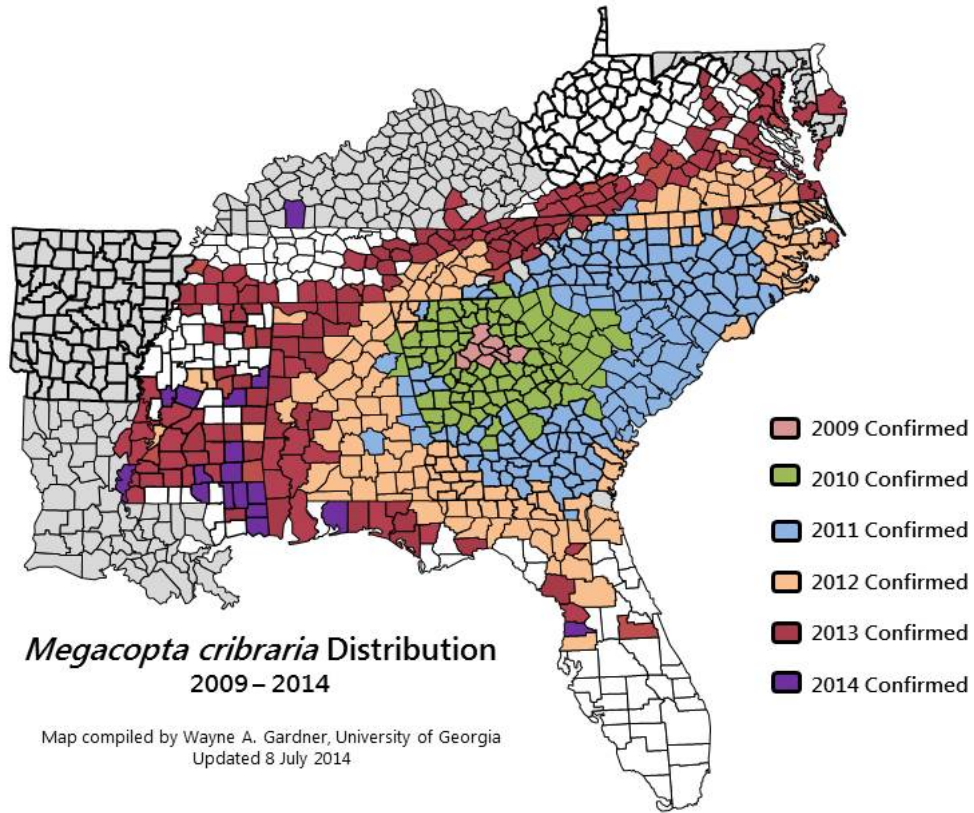 2009 Confirmed
2010 Confirmed
2011 Confirmed
2012 Confirmed
2013 Confirmed
2014 Confirmed
Megacopta cribraria Distribution
2009 – 2014
Map compiled by Wayne A. Gardner, University of Georgia
Updated 8 July 2014